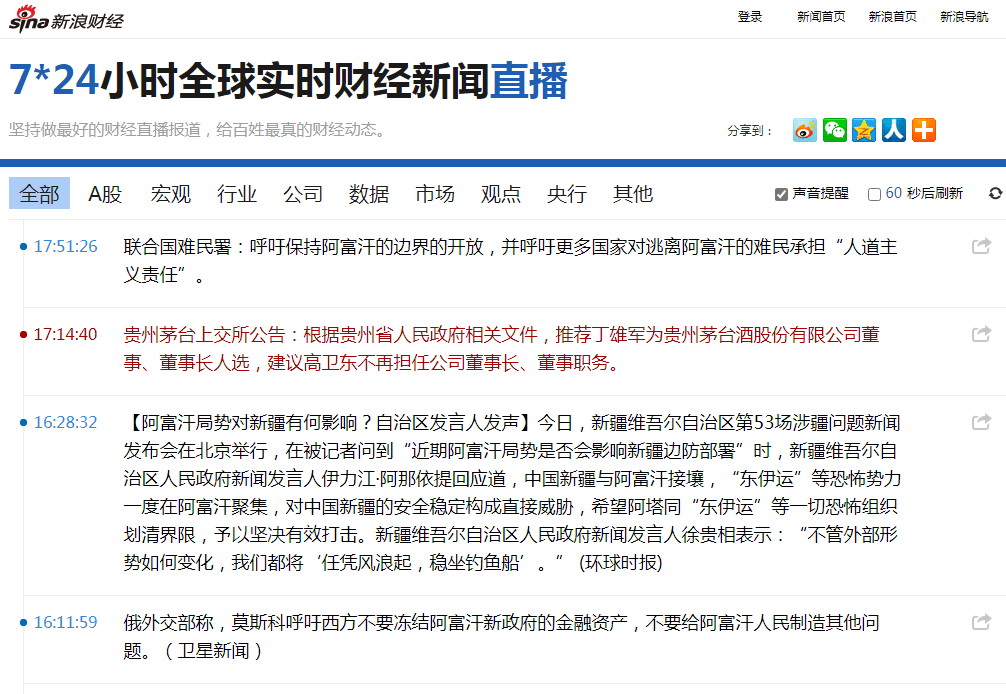 sina新浪财经
登录 新闻首页 新浪首页 新浪导航
7*24小时全球实时财经新闻直播
坚持做最好的财经直播报道，给百姓最真的财经动态。
分享到：
全部 A股 宏观 行业 公司 数据 市场 观点 央行 其他 声音提醒 60 秒后刷新
17:51:26 联合国难民署：呼吁保持阿富汗的边界的开放，并呼吁更多国家对逃离阿富汗的难民承担“人道主
义责任”。
17:14:40 贵州茅台上交所公告：根据贵州省人民政府相关文件，推荐丁雄军为贵州茅台酒股份有限公司董
事、董事长人选，建议高卫东不再担任公司董事长、董事职务。
16:28:32 【阿富汗局势对新疆有何影响？自治区发言人发声】今日，新疆维吾尔自治区第53场涉疆问题新闻
发布会在北京举行，在被记者问到“近期阿富汗局势是否会影响新疆边防部署”时，新疆维吾尔自
治区人民政府新闻发言人伊力江·阿那依提回应道，中国新疆与阿富汗接壤，“东伊运”等恐怖势力
一度在阿富汗聚集，对中国新疆的安全稳定构成直接威胁，希望阿塔同“东伊运”等一切恐怖组织
划清界限，予以坚决有效打击。新疆维吾尔自治区人民政府新闻发言人徐贵相表示：“不管外部形
势如何变化，我们都将‘任凭风浪起，稳坐钓鱼船’。” (环球时报)
16:11:59 俄外交部称，莫斯科呼吁西方不要冻结阿富汗新政府的金融资产，不要给阿富汗人民制造其他问
题。（卫星新闻）